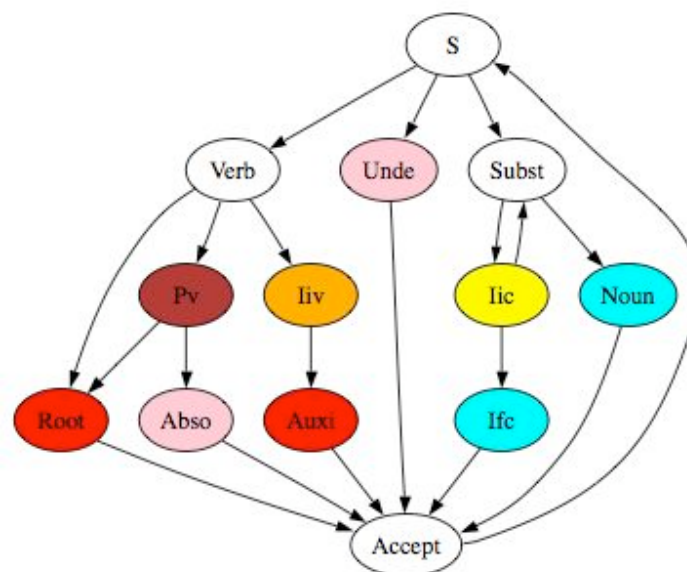 S
Verb Unde Subst
Pv Iiv Iic Noun
Root Abso Auxi Ifc
Accept